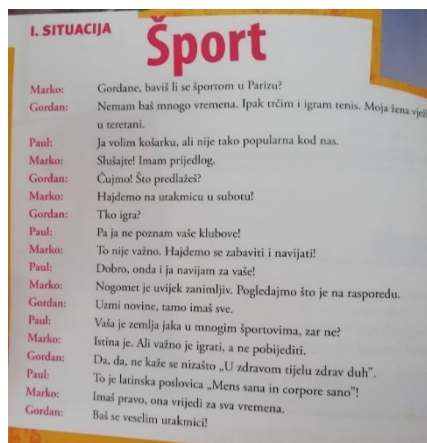 I. SITUACIJA
Šport
Marko: Gordane, baviš li se športom u Parizu?
Gordan: Nemam baš mnogo vremena. Ipak trčim i igram tenis. Moja žena
u teretani.
Paul: Ja volim košarku, ali nije tako popularna kod nas.
Marko: Slušajte! Imam prijedlog.
Gordan: Čujmo! Što predlažeš?
Marko: Hajdemo na utakmicu u subotu!
Gordan: Tko igra?
Paul: Pa ja ne poznam vaše klubove!
Marko: To nije važno. Hajdemo se zabaviti i navijati!
Paul: Dobro, onda i ja navijam za vaše!
Marko: Nogomet je uvijek zanimljiv. Pogledajmo što je na rasporedu.
Gordan: Uzmi novine, tamo imaš sve.
Paul: Vaša je zemlja jaka u mnogim športovima, zar ne?
Marko: Istina je. Ali važno je igrati, a ne pobijediti.
Gordan: Da, da, ne kaže se nizašto „U zdravom tijelu zdrav duh”.
Paul: To je latinska poslovica „Mens sana in corpore sano”!
Marko: Imaš pravo, ona vrijedi za sva vremena.
Gordan: Baš se veselim utakmici!